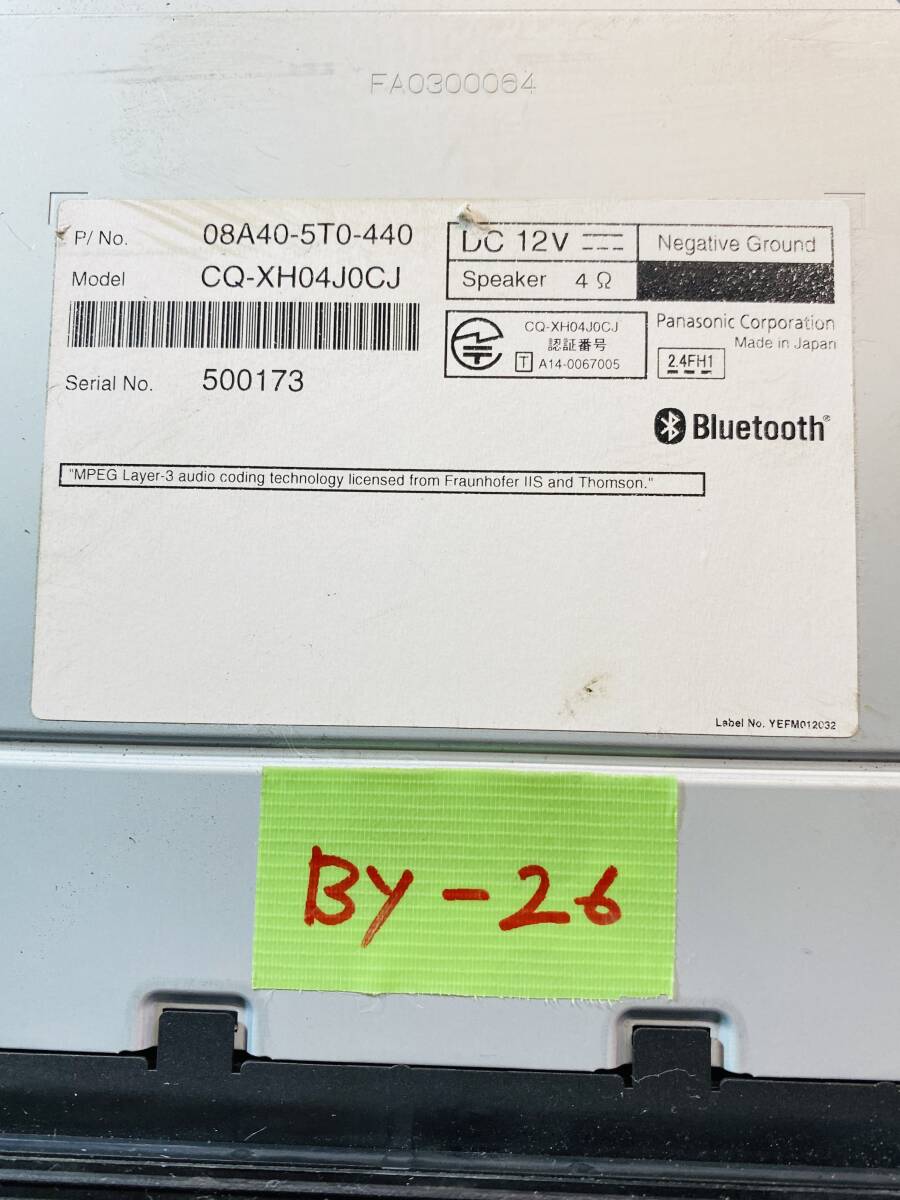 FA0300064
P/No. 08A40-5T0-440
Model CQ-XH04J0CJ
Serial No. 500173
DC 12V
Negative Ground
Speaker 4 Ω
CQ-XH04J0CJ
認証番号
T A14-0067005
Panasonic Corporation
Made in Japan
2.4FH1
Bluetooth®
"MPEG Layer-3 audio coding technology licensed from Fraunhofer IIS and Thomson."
Label No. YEFM012032
BY-26